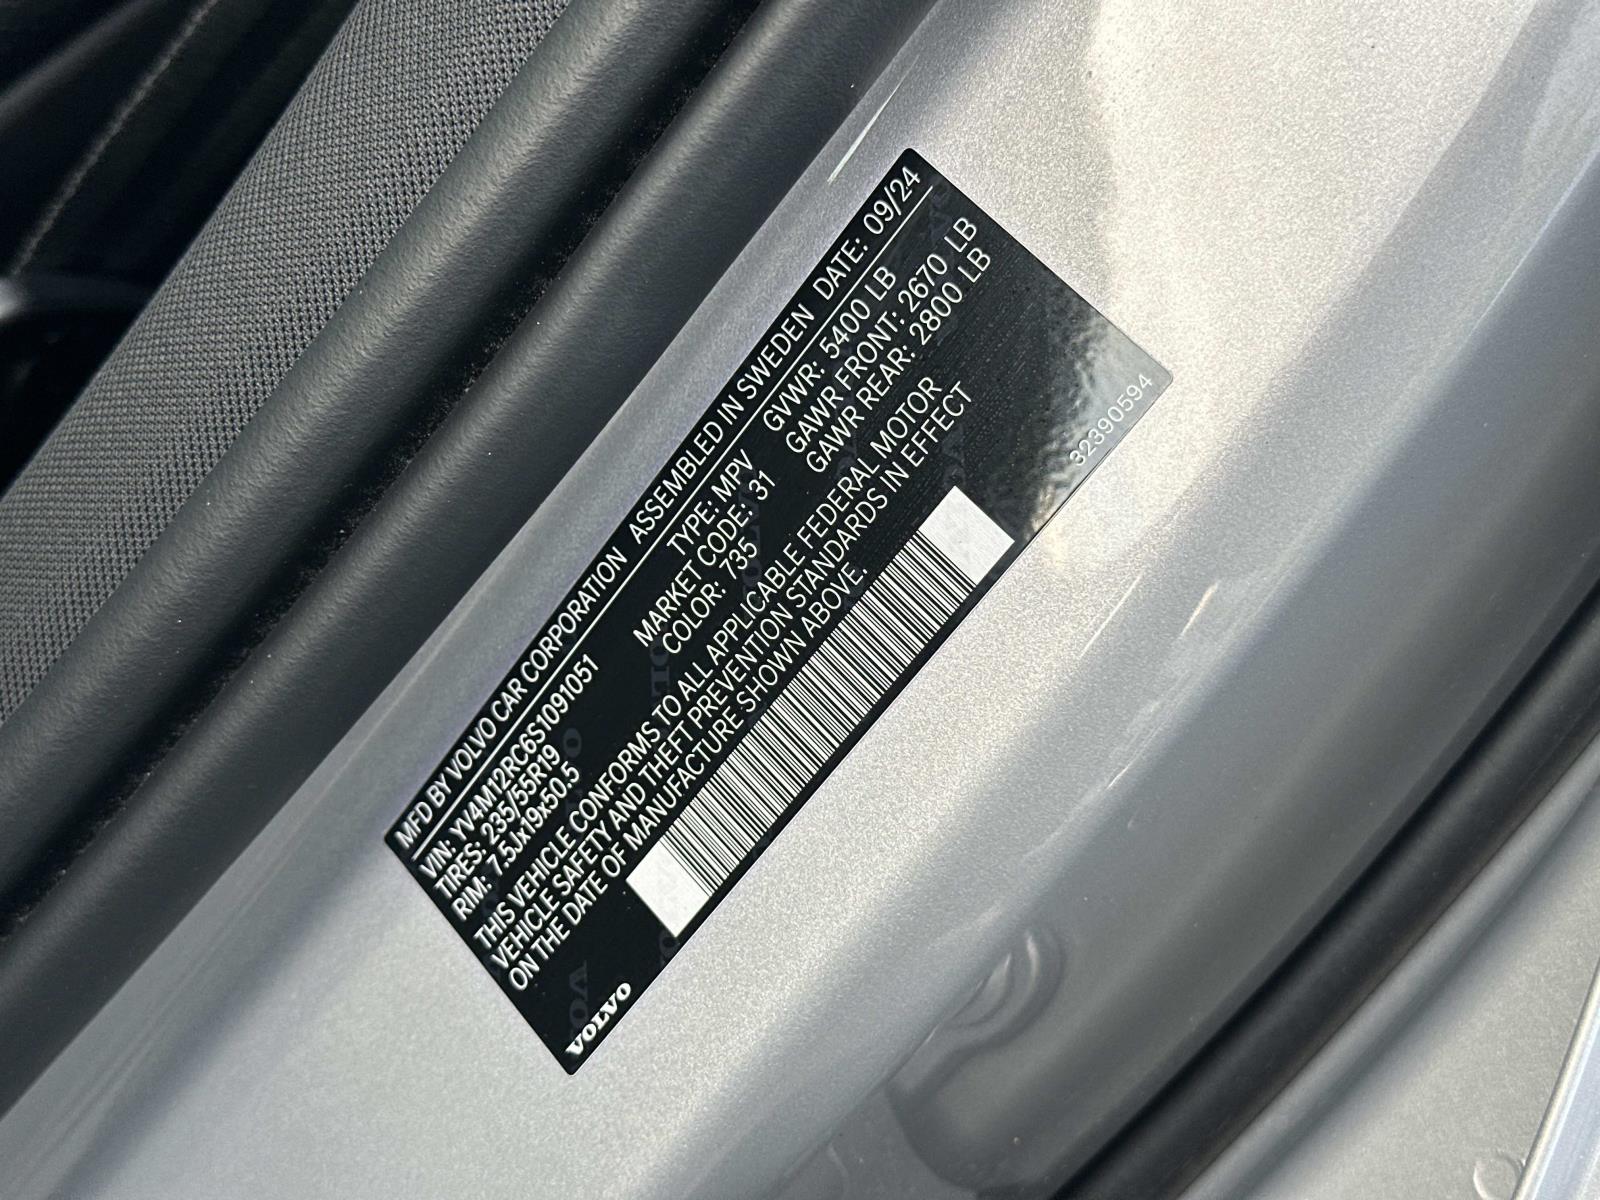 MFD BY VOLVO CAR CORPORATION ASSEMBLED IN SWEDEN DATE: 09/24
VIN: YV4M12RC6S1091051 TYPE: MPV GVWR: 5400 LB
TIRES: 235/55R19 MARKET CODE: 31 GAWR FRONT: 2670 LB
RIM: 7.5Jx19x50.5 COLOR: 735 GAWR REAR: 2800 LB
THIS VEHICLE CONFORMS TO ALL APPLICABLE FEDERAL MOTOR
VEHICLE SAFETY AND THEFT PREVENTION STANDARDS IN EFFECT
ON THE DATE OF MANUFACTURE SHOWN ABOVE.
VOLVO
32390594